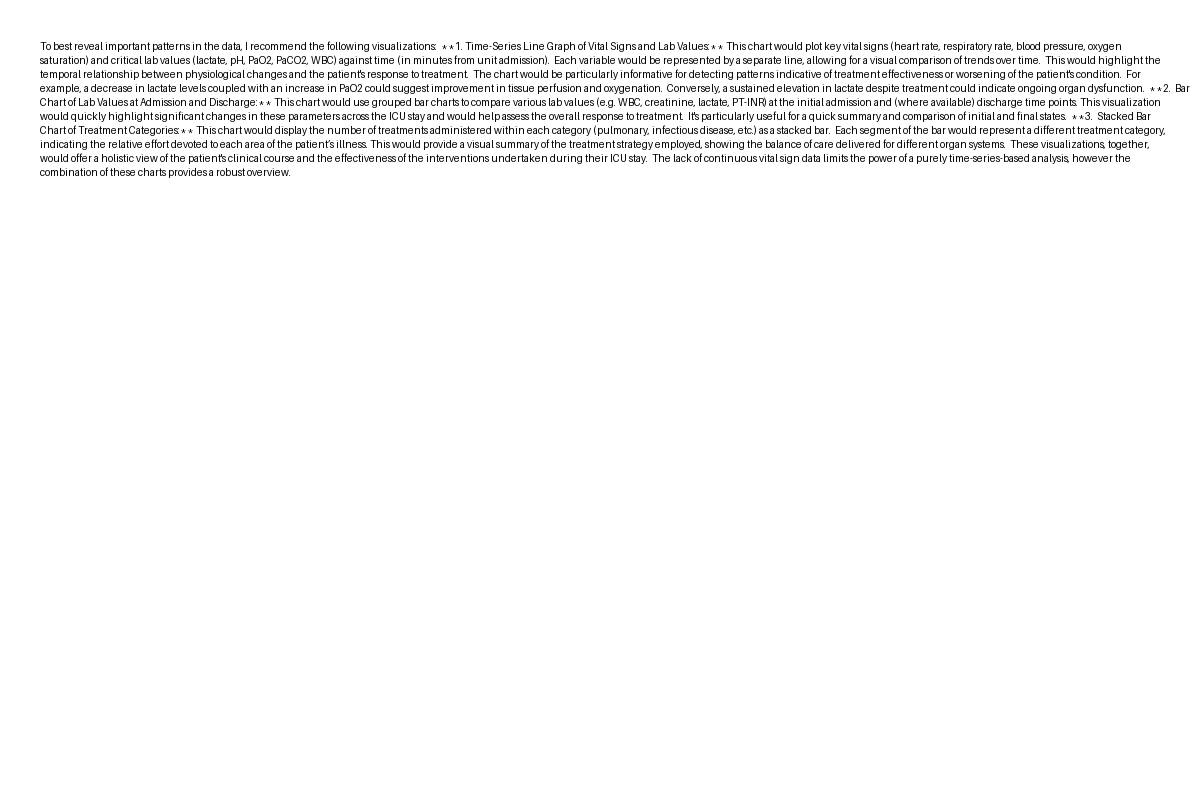 To best reveal important patterns in the data, I recommend the following visualizations:  **1. Time-Series Line Graph of Vital Signs and Lab Values:** This chart would plot key vital signs (heart rate, respiratory rate, blood pressure, oxygen
saturation) and critical lab values (lactate, pH, PaO2, PaCO2, WBC) against time (in minutes from unit admission).  Each variable would be represented by a separate line, allowing for a visual comparison of trends over time.  This would highlight the
temporal relationship between physiological changes and the patient's response to treatment.  The chart would be particularly informative for detecting patterns indicative of treatment effectiveness or worsening of the patient's condition.  For
example, a decrease in lactate levels coupled with an increase in PaO2 could suggest improvement in tissue perfusion and oxygenation.  Conversely, a sustained elevation in lactate despite treatment could indicate ongoing organ dysfunction.  **2.  Bar
Chart of Lab Values at Admission and Discharge:** This chart would use grouped bar charts to compare various lab values (e.g. WBC, creatinine, lactate, PT-INR) at the initial admission and (where available) discharge time points. This visualization
would quickly highlight significant changes in these parameters across the ICU stay and would help assess the overall response to treatment.  It's particularly useful for a quick summary and comparison of initial and final states.  **3.  Stacked Bar
Chart of Treatment Categories:** This chart would display the number of treatments administered within each category (pulmonary, infectious disease, etc.) as a stacked bar.  Each segment of the bar would represent a different treatment category,
indicating the relative effort devoted to each area of the patient's illness. This would provide a visual summary of the treatment strategy employed, showing the balance of care delivered for different organ systems.  These visualizations, together,
would offer a holistic view of the patient's clinical course and the effectiveness of the interventions undertaken during their ICU stay.  The lack of continuous vital sign data limits the power of a purely time-series-based analysis, however the
combination of these charts provides a robust overview.